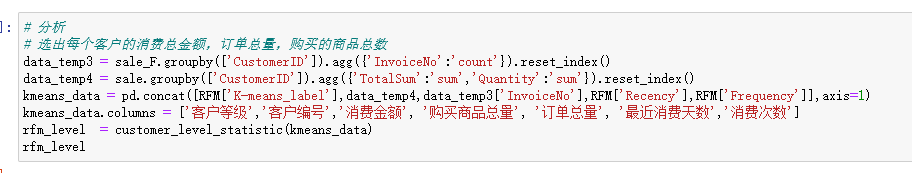 ]:
# 分析
# 选出每个客户的消费总金额，订单总量，购买的商品总数
data_temp3 = sale_F.groupby(['CustomerID']).agg({'InvoiceNo':'count'}).reset_index()
data_temp4 = sale.groupby(['CustomerID']).agg({'TotalSum':'sum','Quantity':'sum'}).reset_index()
kmeans_data = pd.concat([RFM['K-means_label'],data_temp4,data_temp3['InvoiceNo'],RFM['Recency'],RFM['Frequency']],axis=1)
kmeans_data.columns = ['客户等级','客户编号','消费金额', '购买商品总量', '订单总量', '最近消费天数','消费次数']
rfm_level  = customer_level_statistic(kmeans_data)
rfm_level